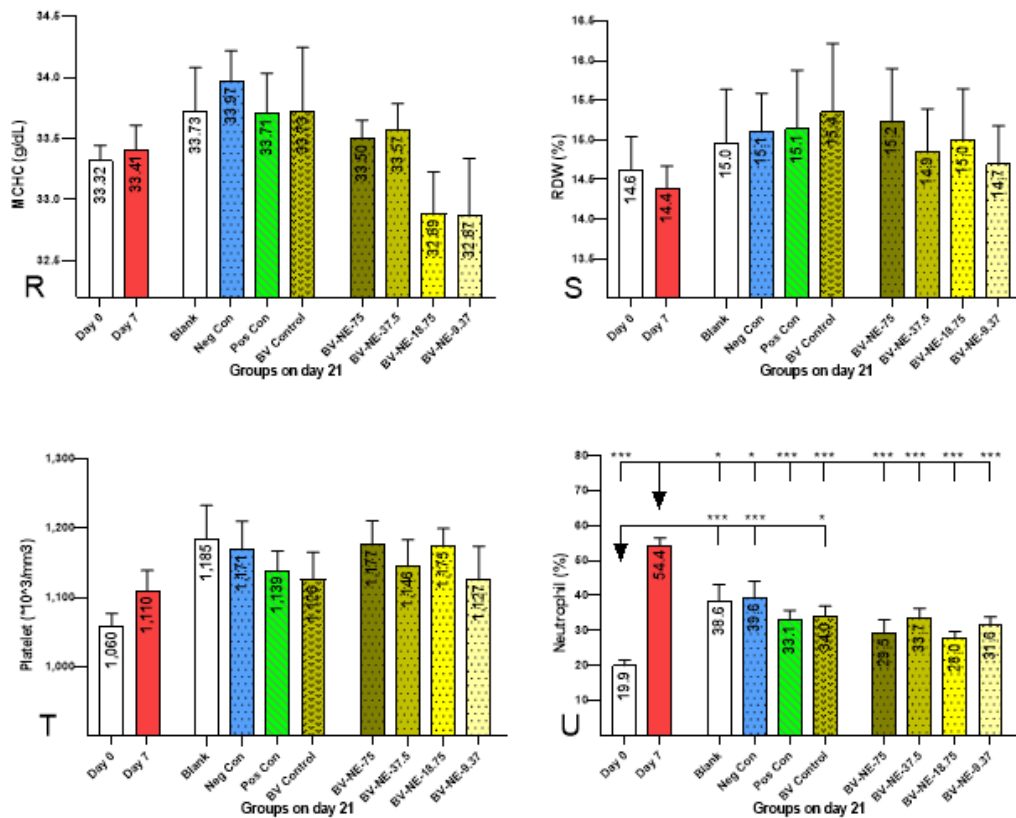 34.5
34.0
33.5
33.0
32.5
MCHC (g/dL)
33.32
33.41
33.73
33.97
33.71
33.73
33.50
33.57
32.89
32.87
R
Day 0
Day 7
Blank
Neg Con
Pos Con
BV Control
BV-NE-75
BV-NE-37.5
BV-NE-18.75
BV-NE-9.37
Groups on day 21
16.5
16.0
15.5
15.0
14.5
14.0
13.5
RDW (%)
14.6
14.4
15.0
15.1
15.1
15.4
15.2
14.9
15.0
14.7
S
Day 0
Day 7
Blank
Neg Con
Pos Con
BV Control
BV-NE-75
BV-NE-37.5
BV-NE-18.75
BV-NE-9.37
Groups on day 21
1,300
1,200
1,100
1,000
Platelet (*10^3/mm3)
1,060
1,110
1,185
1,171
1,139
1,126
1,177
1,146
1,175
1,127
T
Day 0
Day 7
Blank
Neg Con
Pos Con
BV Control
BV-NE-75
BV-NE-37.5
BV-NE-18.75
BV-NE-9.37
Groups on day 21
80
70
60
50
40
30
20
10
Neutrophil (%)
*** * * *** *** *** *** *** ***
*** *** *
19.9
54.4
38.6
39.6
33.1
34.0
29.5
33.7
28.0
31.6
U
Day 0
Day 7
Blank
Neg Con
Pos Con
BV Control
BV-NE-75
BV-NE-37.5
BV-NE-18.75
BV-NE-9.37
Groups on day 21